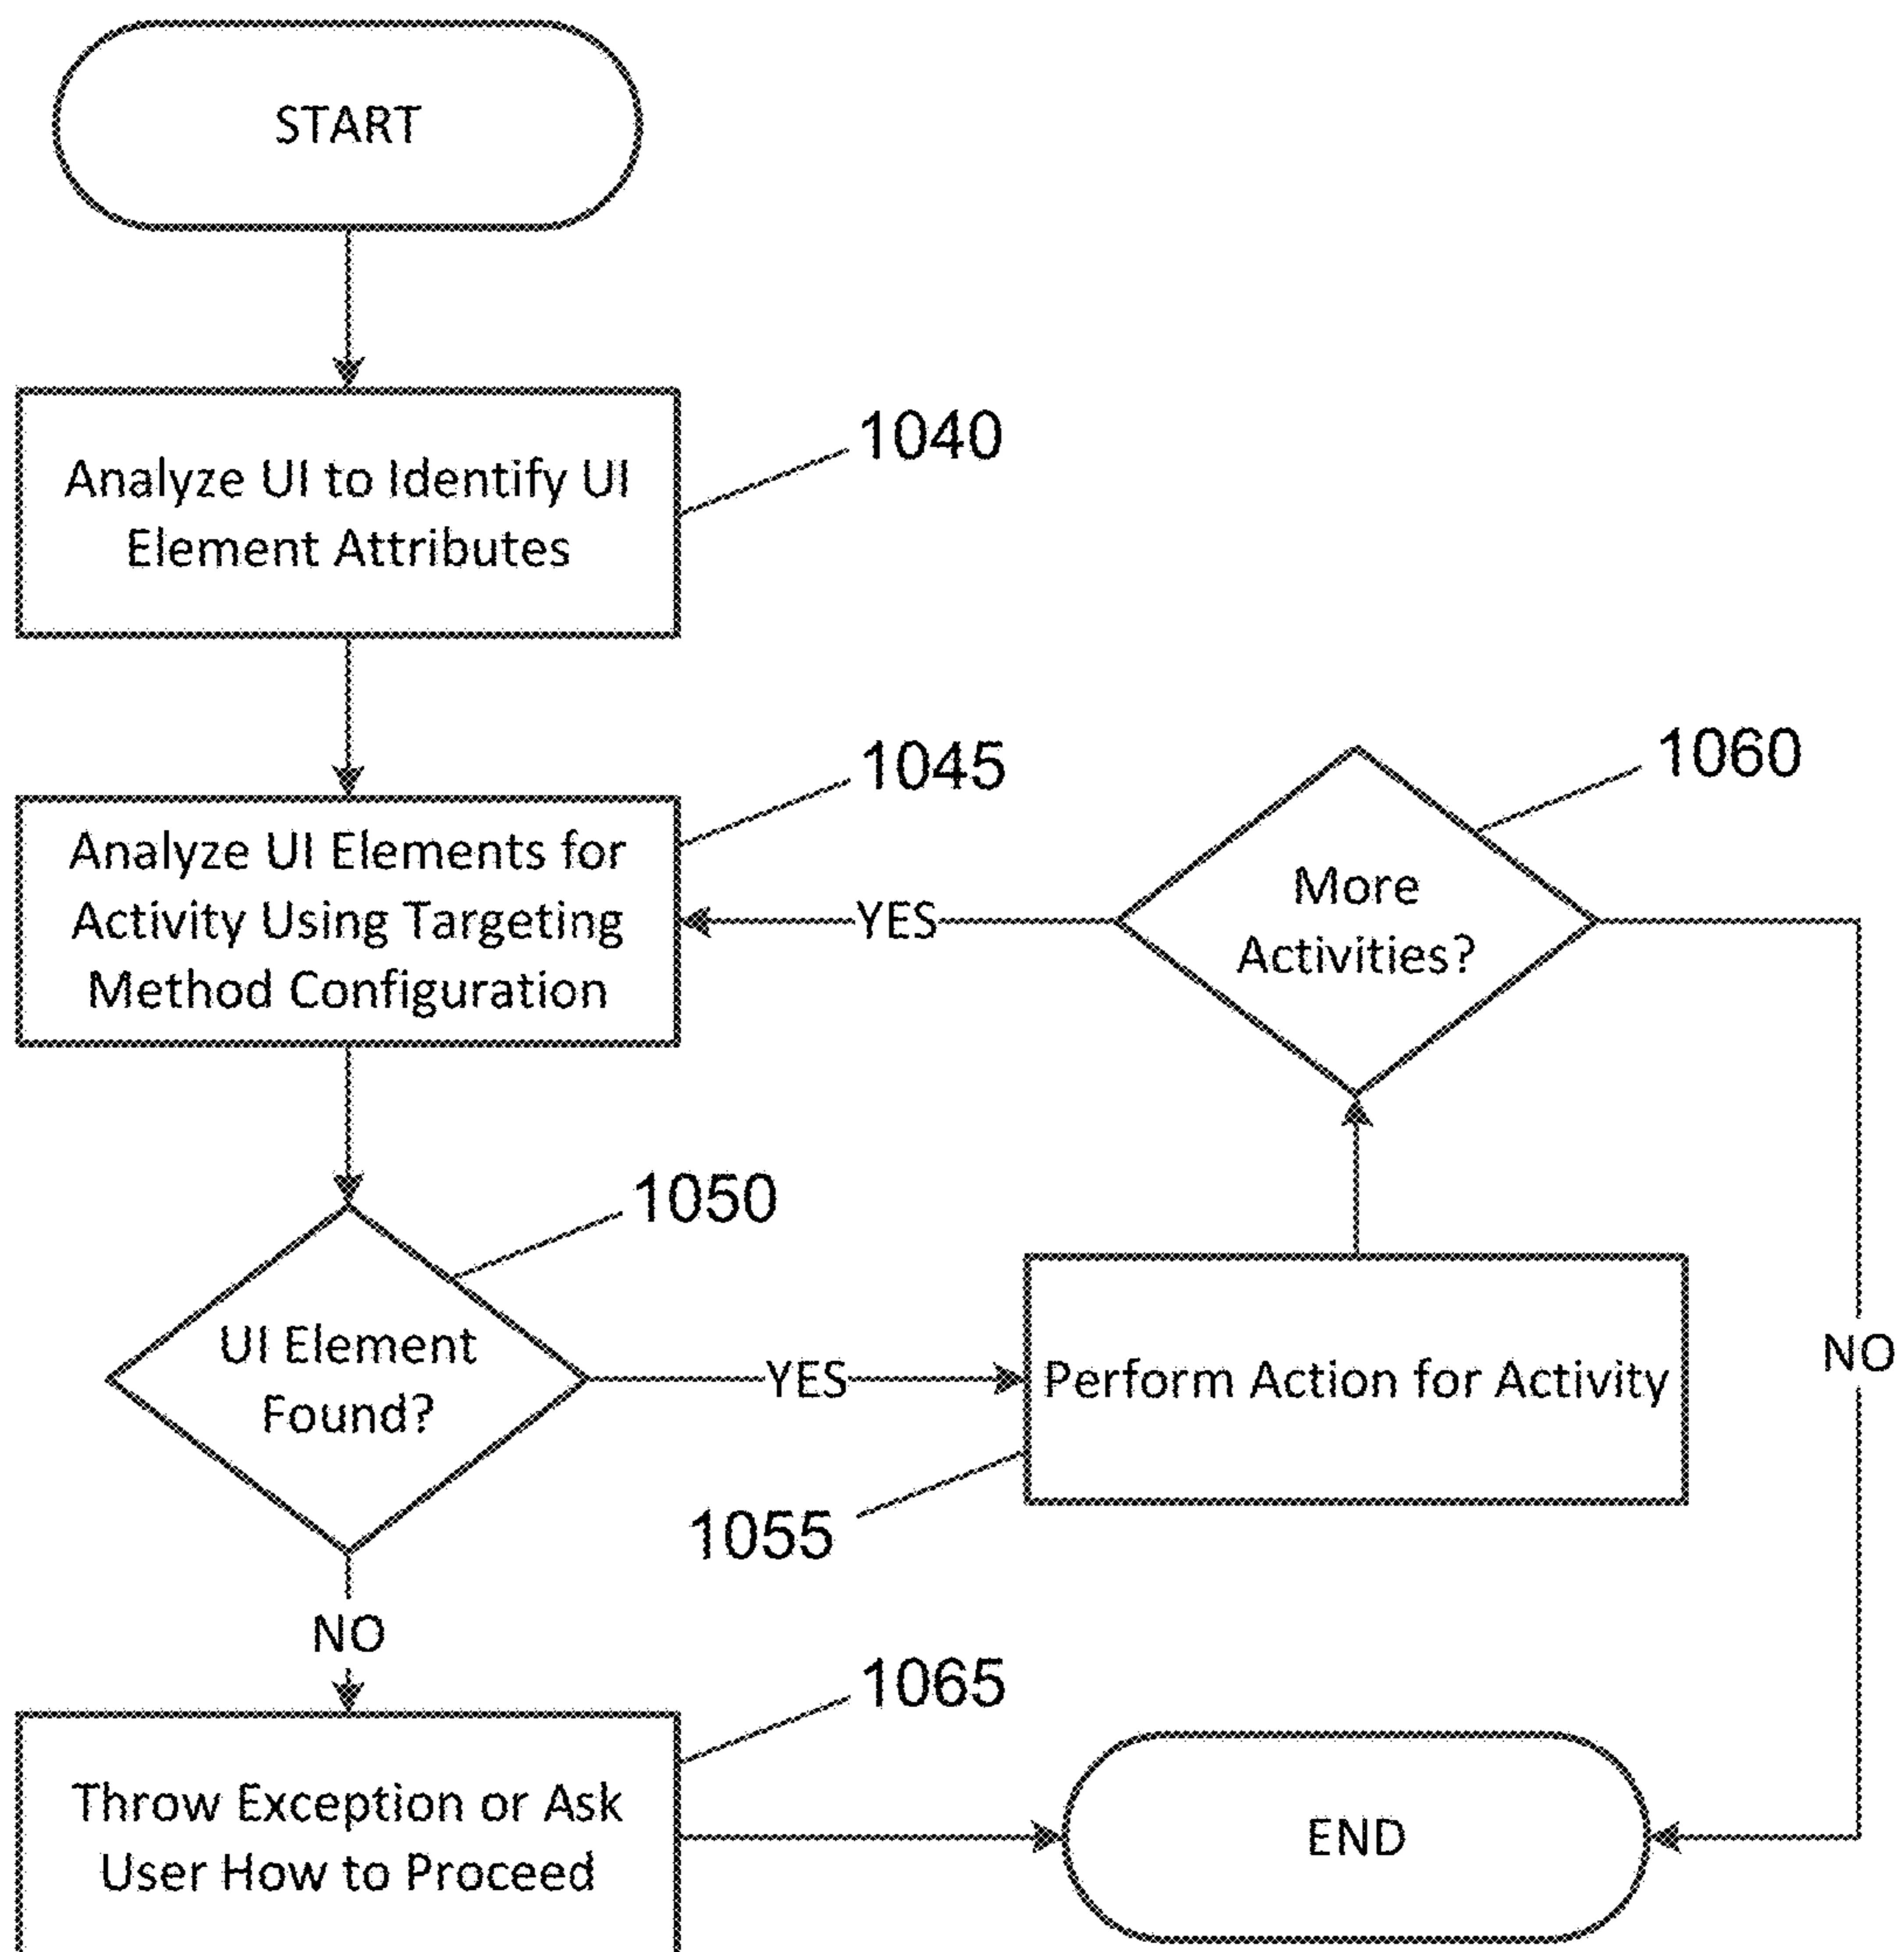 START
Analyze UI to Identify UI
Element Attributes
1040
Analyze UI Elements for
Activity Using Targeting
Method Configuration
1045
YES
More
Activities?
1060
UI Element
Found?
1050
YES
Perform Action for Activity
1055
NO
NO
Throw Exception or Ask
User How to Proceed
1065
END